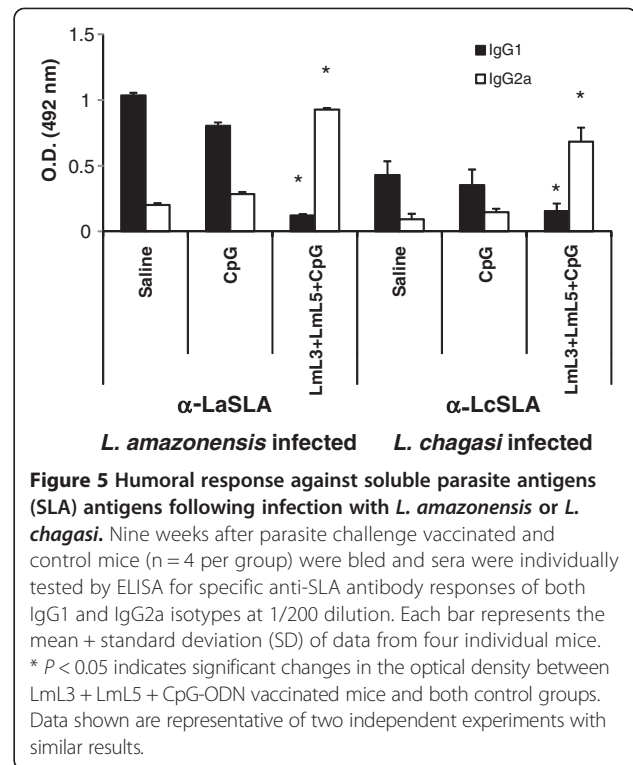 IgG1
IgG2a
*
*
*
*
O.D. (492 nm)
1
0.5
0
Saline
CpG
LmL3+LmL5+CpG
Saline
CpG
LmL3+LmL5+CpG
α-LaSLA
α-LcSLA
L. amazonensis infected
L. chagasi infected
Figure 5 Humoral response against soluble parasite antigens
(SLA) antigens following infection with L. amazonensis or L.
chagasi. Nine weeks after parasite challenge vaccinated and
control mice (n = 4 per group) were bled and sera were individually
tested by ELISA for specific anti-SLA antibody responses of both
IgG1 and IgG2a isotypes at 1/200 dilution. Each bar represents the
mean + standard deviation (SD) of data from four individual mice.
* P < 0.05 indicates significant changes in the optical density between
LmL3 + LmL5 + CpG-ODN vaccinated mice and both control groups.
Data shown are representative of two independent experiments with
similar results.